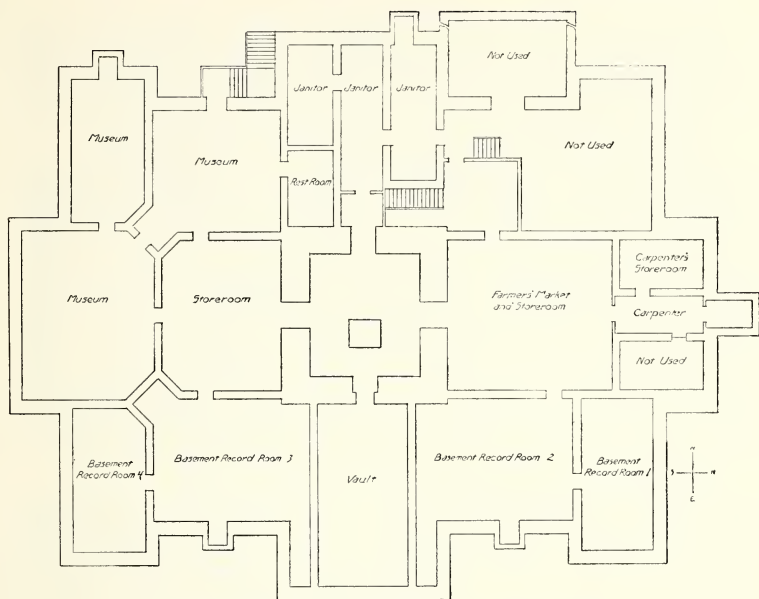 Not Used
Janitor
Janitor
Janitor
Museum
Museum
Not Used
Rest Room
Carpenter's
Storeroom
Museum
Storeroom
Farmers' Market
and Storeroom
Carpenter
Not Used
Basement
Record Room 4
Basement Record Room 3
Vault
Basement Record Room 2
Basement
Record Room 1
S
N
E